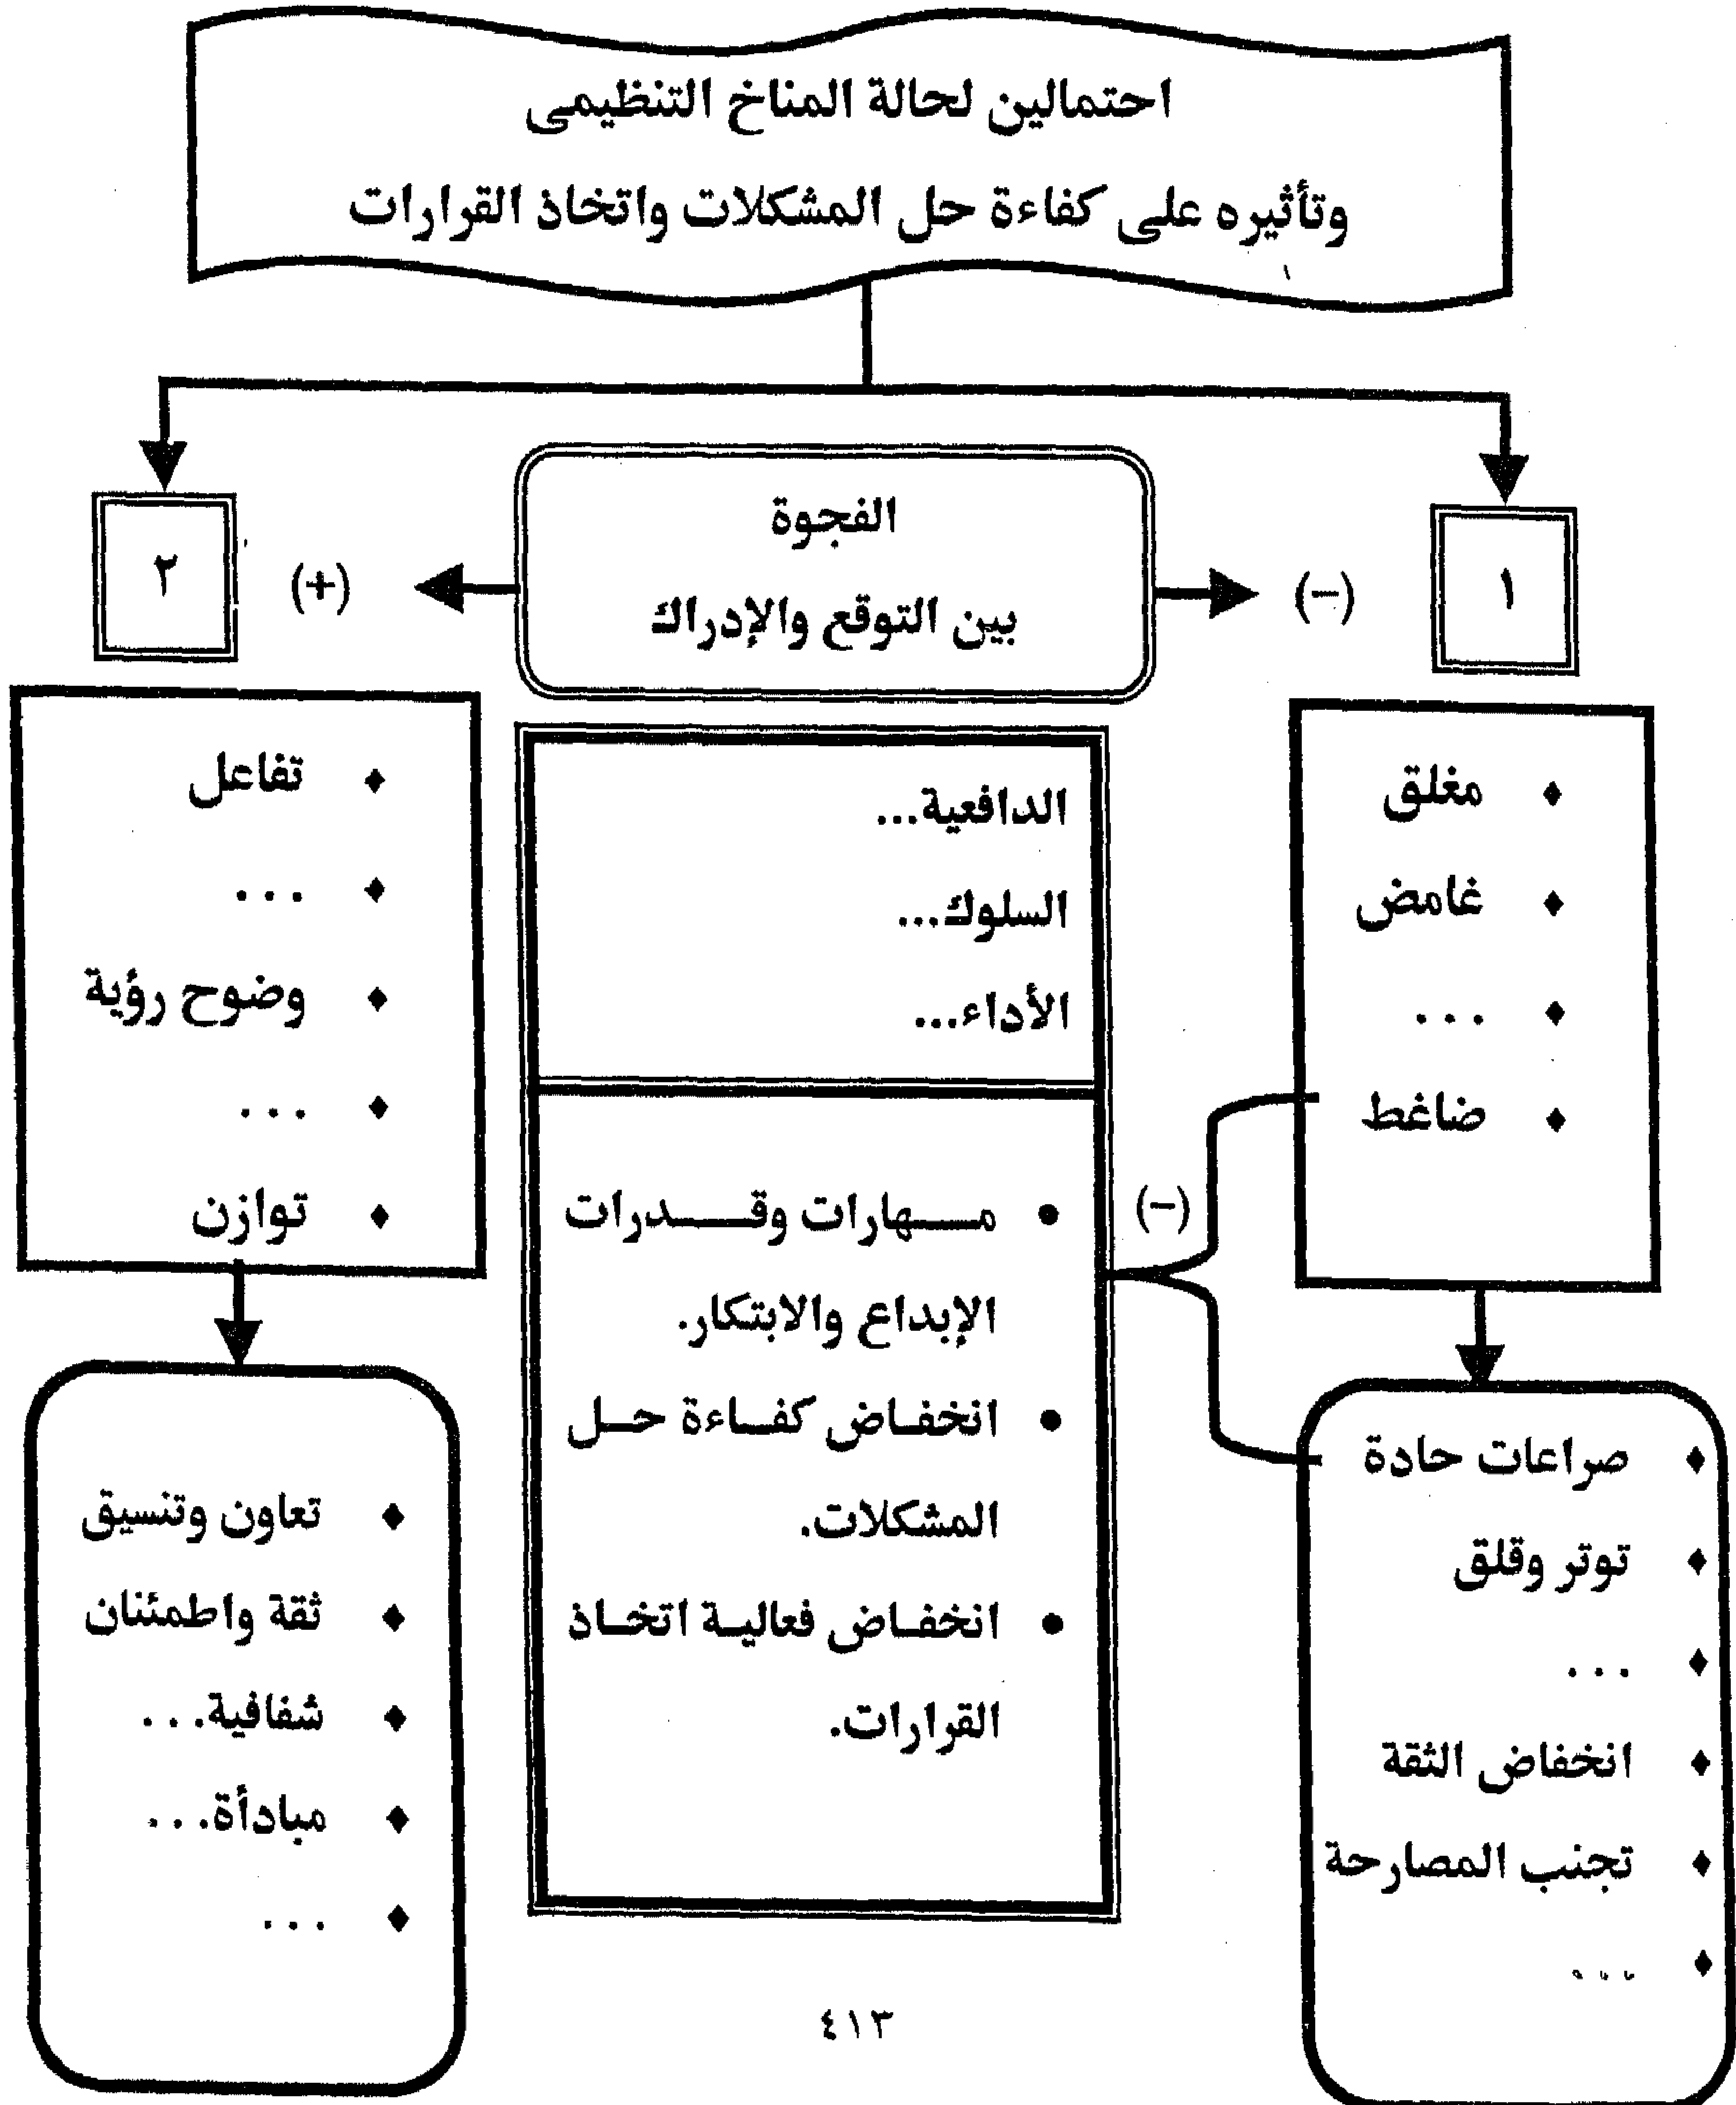 احتمالين لحالة المناخ التنظيمى
وتأثيره على كفاءة حل المشكلات واتخاذ القرارات
١
(-)
الفجوة
بين التوقع والإدراك
(+)
٢
♦ مغلق
♦ غامض
♦ ...
♦ ضاغط
♦ صراعات حادة
♦ توتر وقلق
♦ ...
♦ انخفاض الثقة
♦ تجنب المصارحة
♦ ...
(-)
الدافعية...
السلوك...
الأداء...
• مهارات وقدرات
الإبداع والابتكار.
• انخفاض كفاءة حل
المشكلات.
• انخفاض فعالية اتخاذ
القرارات.
♦ تفاعل
♦ ...
♦ وضوح رؤية
♦ ...
♦ توازن
♦ تعاون وتنسيق
♦ ثقة واطمئنان
♦ شفافية...
♦ مبادأة...
♦ ...
٤١٣